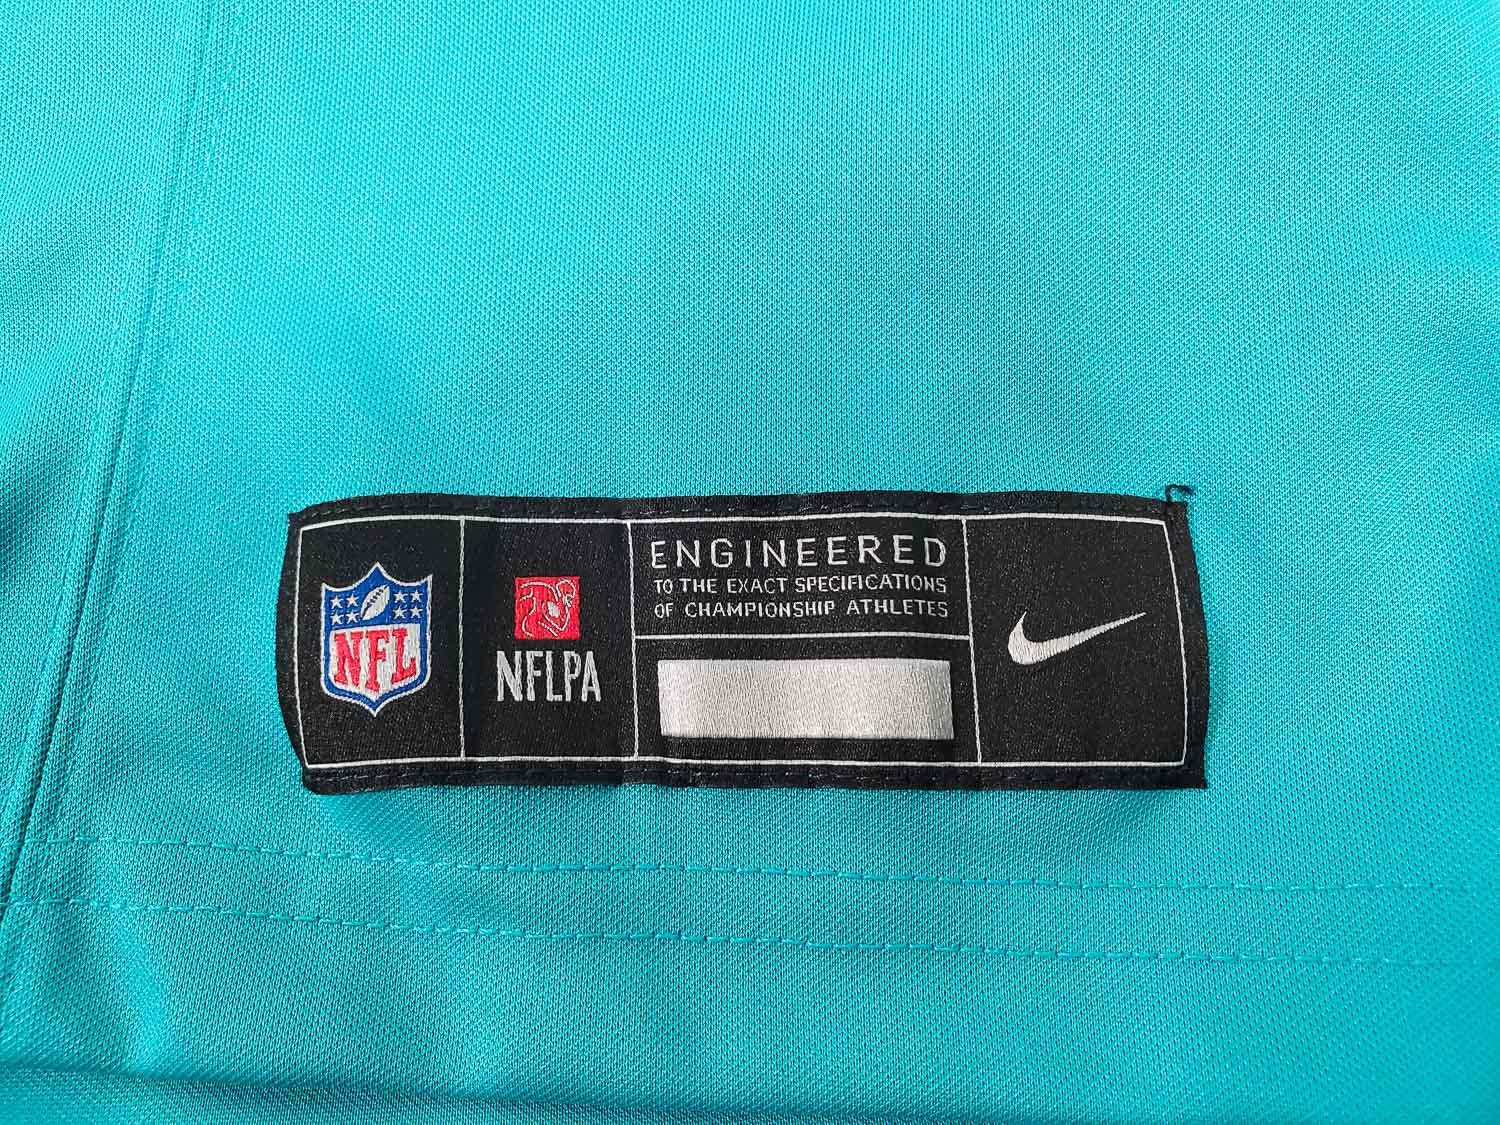 NFL
NFLPA
ENGINEERED
TO THE EXACT SPECIFICATIONS
OF CHAMPIONSHIP ATHLETES